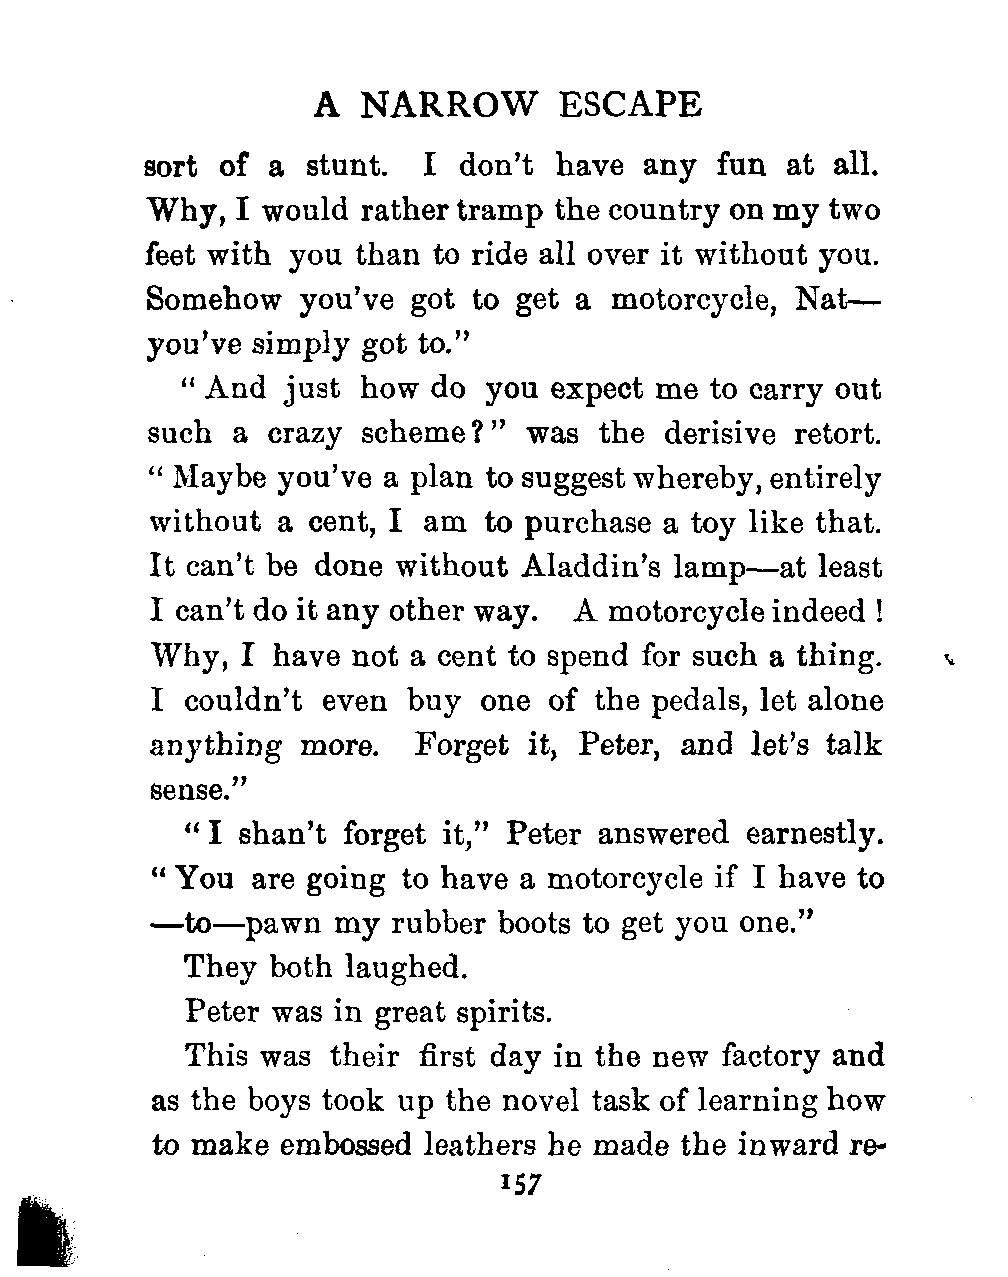 A NARROW ESCAPE
sort of a stunt. I don't have any fun at all.
Why, I would rather tramp the country on my two
feet with you than to ride all over it without you.
Somehow you've got to get a motorcycle, Nat—
you've simply got to."
" And just how do you expect me to carry out
such a crazy scheme?" was the derisive retort.
" Maybe you've a plan to suggest whereby, entirely
without a cent, I am to purchase a toy like that.
It can't be done without Aladdin's lamp—at least
I can't do it any other way. A motorcycle indeed !
Why, I have not a cent to spend for such a thing.
I couldn't even buy one of the pedals, let alone
anything more. Forget it, Peter, and let's talk
sense."
" I shan't forget it," Peter answered earnestly.
" You are going to have a motorcycle if I have to
—to—pawn my rubber boots to get you one."
They both laughed.
Peter was in great spirits.
This was their first day in the new factory and
as the boys took up the novel task of learning how
to make embossed leathers he made the inward re-
157